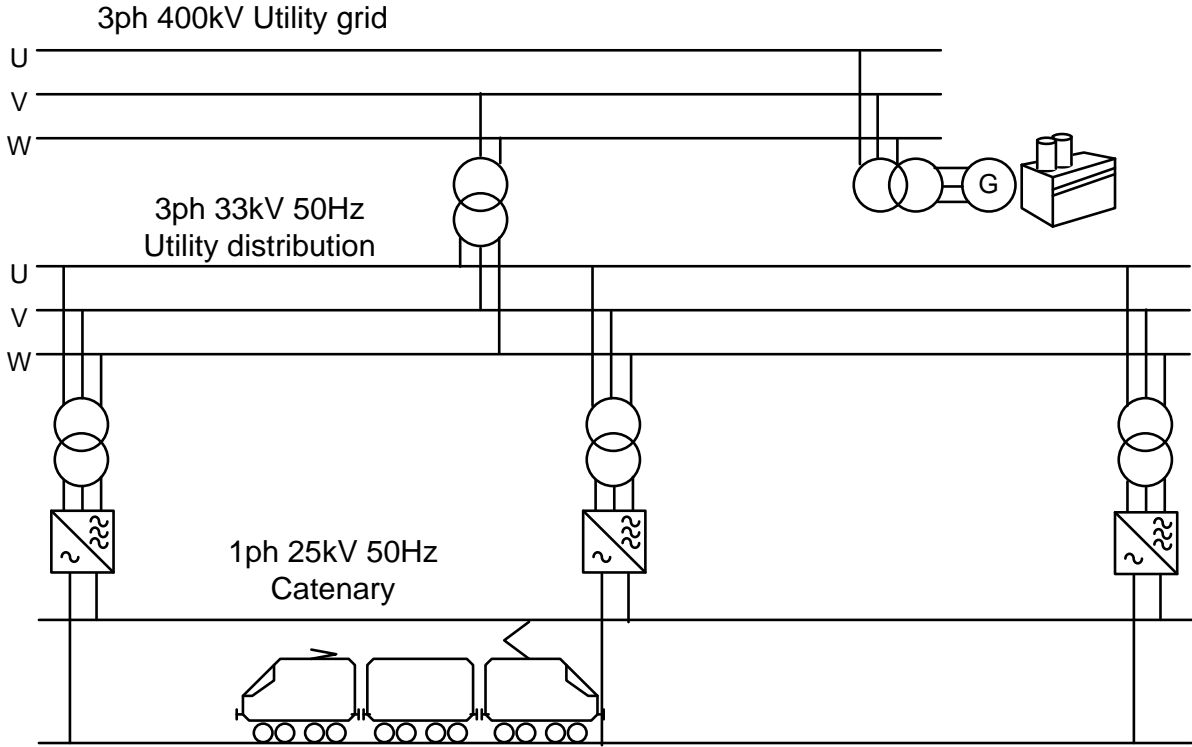 3ph 400kV Utility grid
U
V
W
G
3ph 33kV 50Hz
Utility distribution
U
V
W
1ph 25kV 50Hz
Catenary